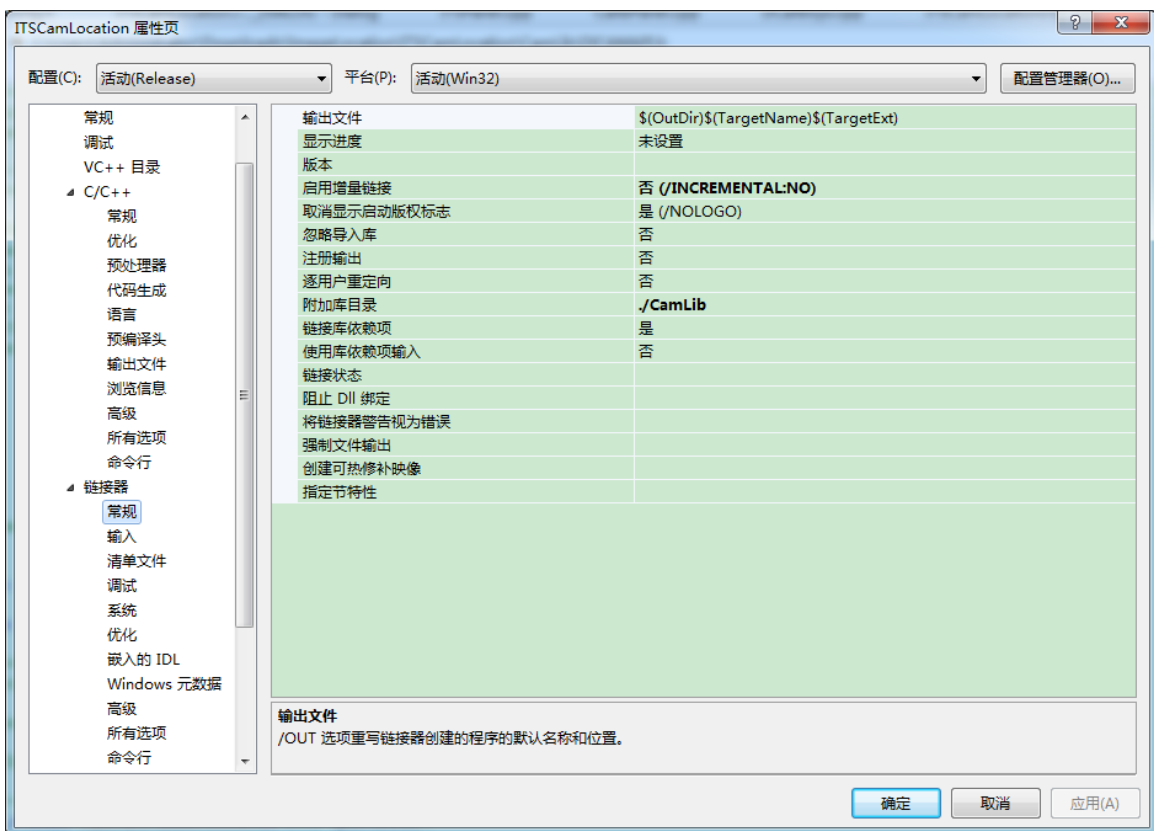 ITSCamLocation 属性页
配置(C): 活动(Release) 平台(P): 活动(Win32) 配置管理器(O)...
常规
调试
VC++ 目录
C/C++
常规
优化
预处理器
代码生成
语言
预编译头
输出文件
浏览信息
高级
所有选项
命令行
链接器
常规
输入
清单文件
调试
系统
优化
嵌入的 IDL
Windows 元数据
高级
所有选项
命令行
输出文件 $(OutDir)$(TargetName)$(TargetExt)
显示进度 未设置
版本
启用增量链接 否 (/INCREMENTAL:NO)
取消显示启动版权标志 是 (/NOLOGO)
忽略导入库 否
注册输出 否
逐用户重定向 否
附加库目录 ./CamLib
链接库依赖项 是
使用库依赖项输入 否
链接状态
阻止 Dll 绑定
将链接器警告视为错误
强制文件输出
创建可热修补映像
指定节特性
输出文件
/OUT 选项重写链接器创建的程序的默认名称和位置。
确定 取消 应用(A)